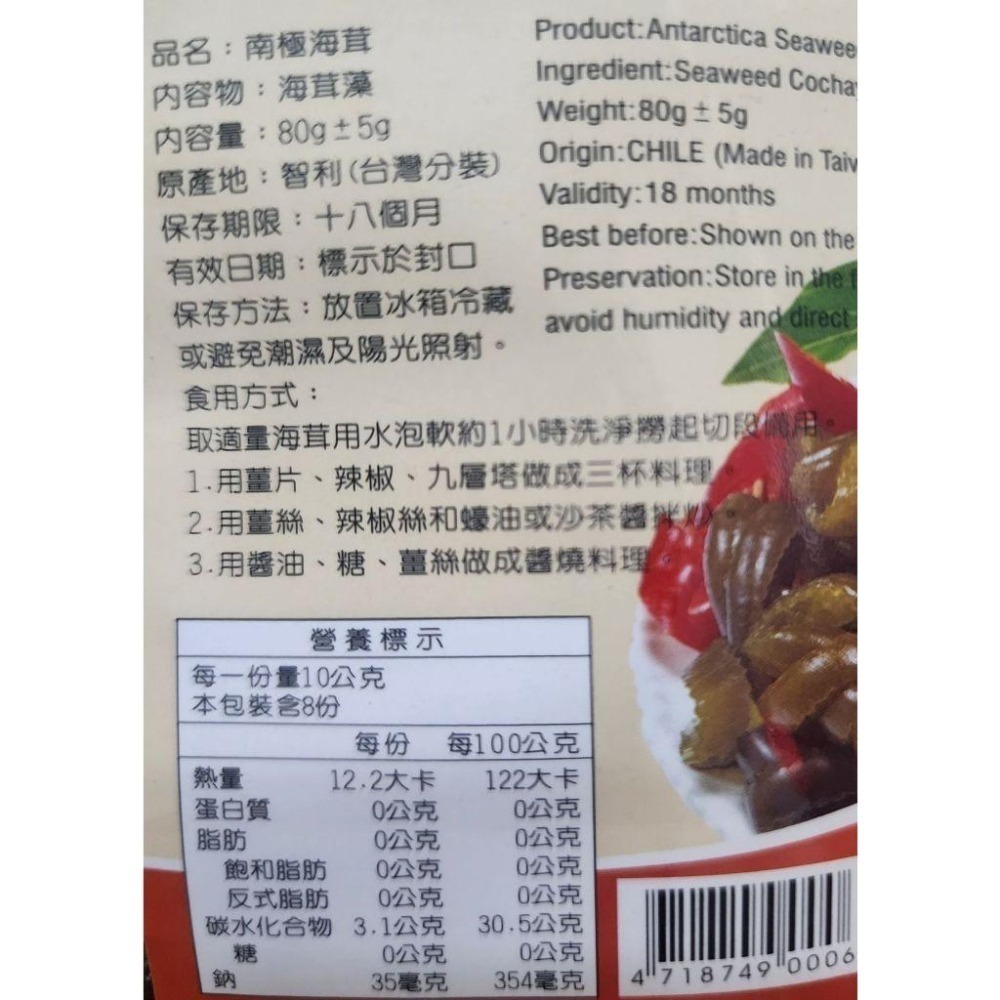 品名：南極海茸
內容物：海茸藻
內容量：80g±5g
原產地：智利(台灣分裝)
保存期限：十八個月
有效日期：標示於封口
保存方法：放置冰箱冷藏
或避免潮濕及陽光照射。
食用方式：
取適量海茸用水泡軟約1小時洗淨撈起切段備用。
1.用薑片、辣椒、九層塔做成三杯料理。
2.用薑絲、辣椒絲和蠔油或沙茶醬拌炒。
3.用醬油、糖、薑絲做成醬燒料理。
Product:Antarctica Seawee
Ingredient:Seaweed Cocha
Weight:80g±5g
Origin:CHILE (Made in Taiw
Validity:18 months
Best before:Shown on the
Preservation:Store in the f
avoid humidity and direct
營養標示
每一份量10公克
本包裝含8份
每份 每100公克
熱量 12.2大卡 122大卡
蛋白質 0公克 0公克
脂肪 0公克 0公克
飽和脂肪 0公克 0公克
反式脂肪 0公克 0公克
碳水化合物 3.1公克 30.5公克
糖 0公克 0公克
鈉 35毫克 354毫克
4 718749 0006